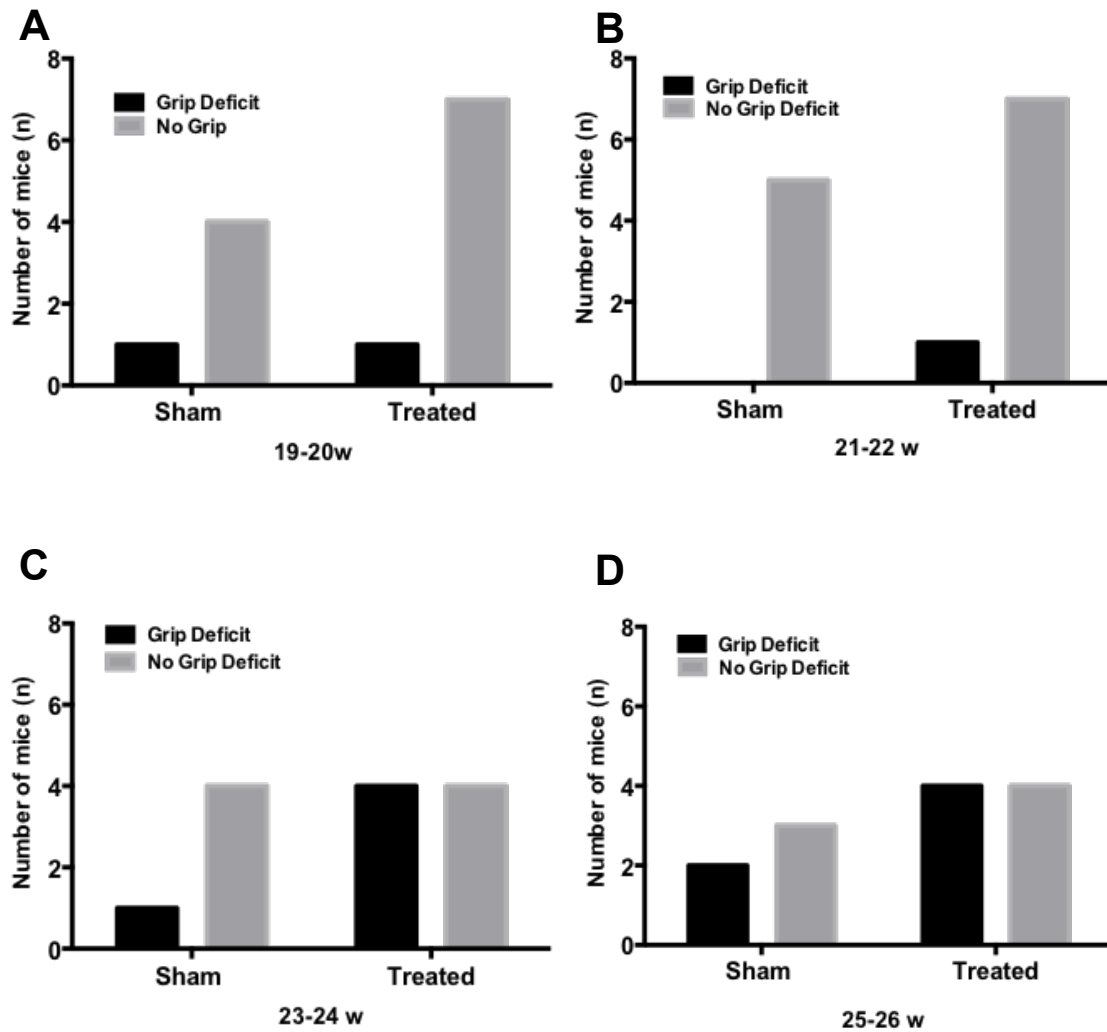 A
Number of mice (n)
8
6
4
2
0
Grip Deficit
No Grip
Sham
Treated
19-20w
B
Number of mice (n)
8
6
4
2
0
Grip Deficit
No Grip Deficit
Sham
Treated
21-22 w
C
Number of mice (n)
8
6
4
2
0
Grip Deficit
No Grip Deficit
Sham
Treated
23-24 w
D
Number of mice (n)
8
6
4
2
0
Grip Deficit
No Grip Deficit
Sham
Treated
25-26 w